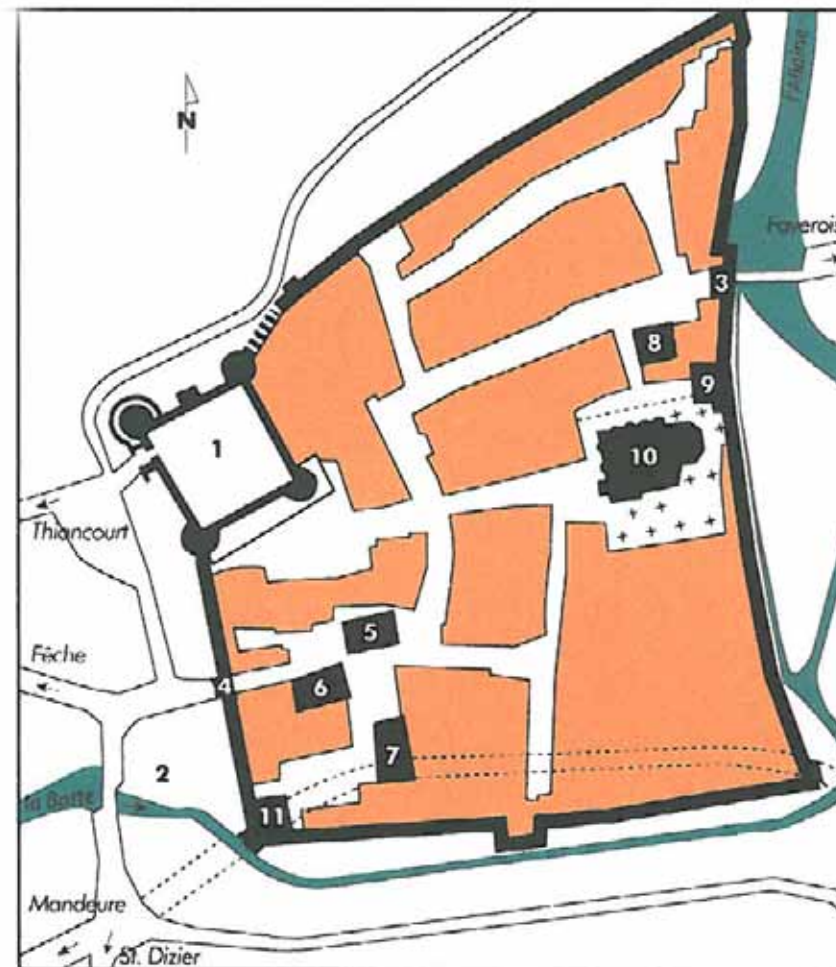 l'Allaine
N
Faverois
3
8
9
1
10
Thiancourt
5
Fêche
4
6
7
2
la Batte
11
Mandeure
St. Dizier